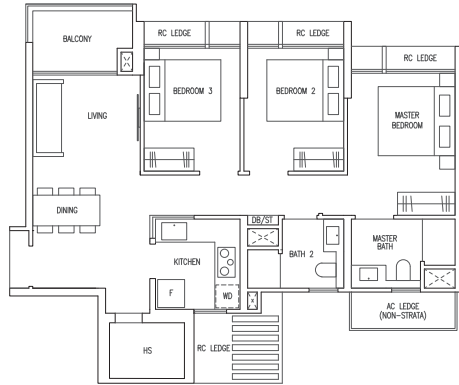 BALCONY
RC LEDGE
RC LEDGE
RC LEDGE
BEDROOM 3
BEDROOM 2
LIVING
MASTER
BEDROOM
DINING
DB/ST
KITCHEN
BATH 2
MASTER
BATH
F
WD
HS
RC LEDGE
AC LEDGE
(NON-STRATA)